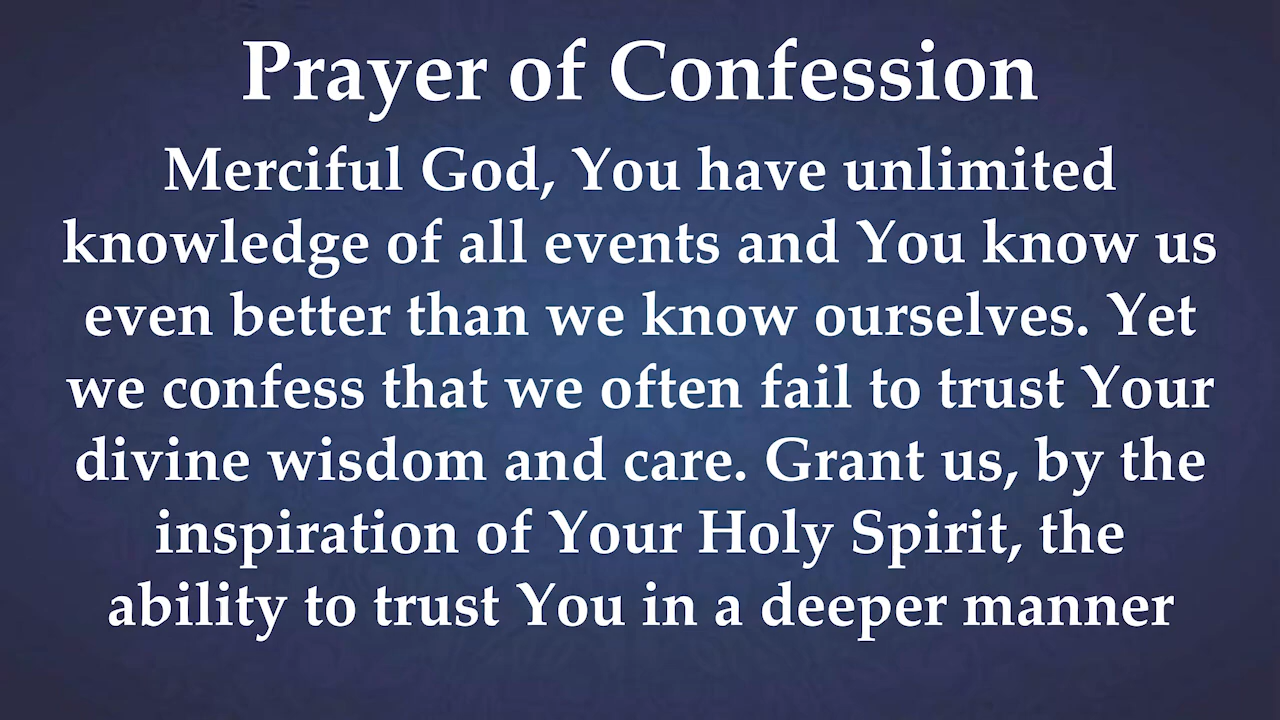 Prayer of Confession
Merciful God, You have unlimited
knowledge of all events and You know us
even better than we know ourselves. Yet
we confess that we often fail to trust Your
divine wisdom and care. Grant us, by the
inspiration of Your Holy Spirit, the
ability to trust You in a deeper manner